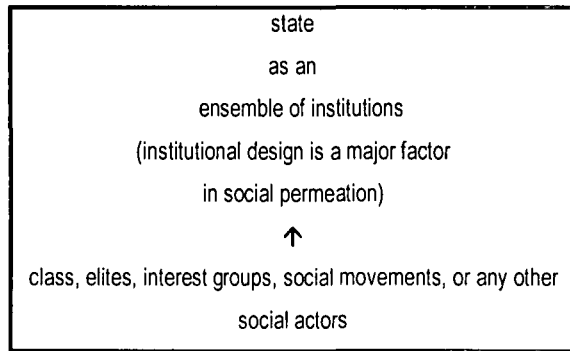 state
as an
ensemble of institutions
(institutional design is a major factor
in social permeation)
↑
class, elites, interest groups, social movements, or any other
social actors